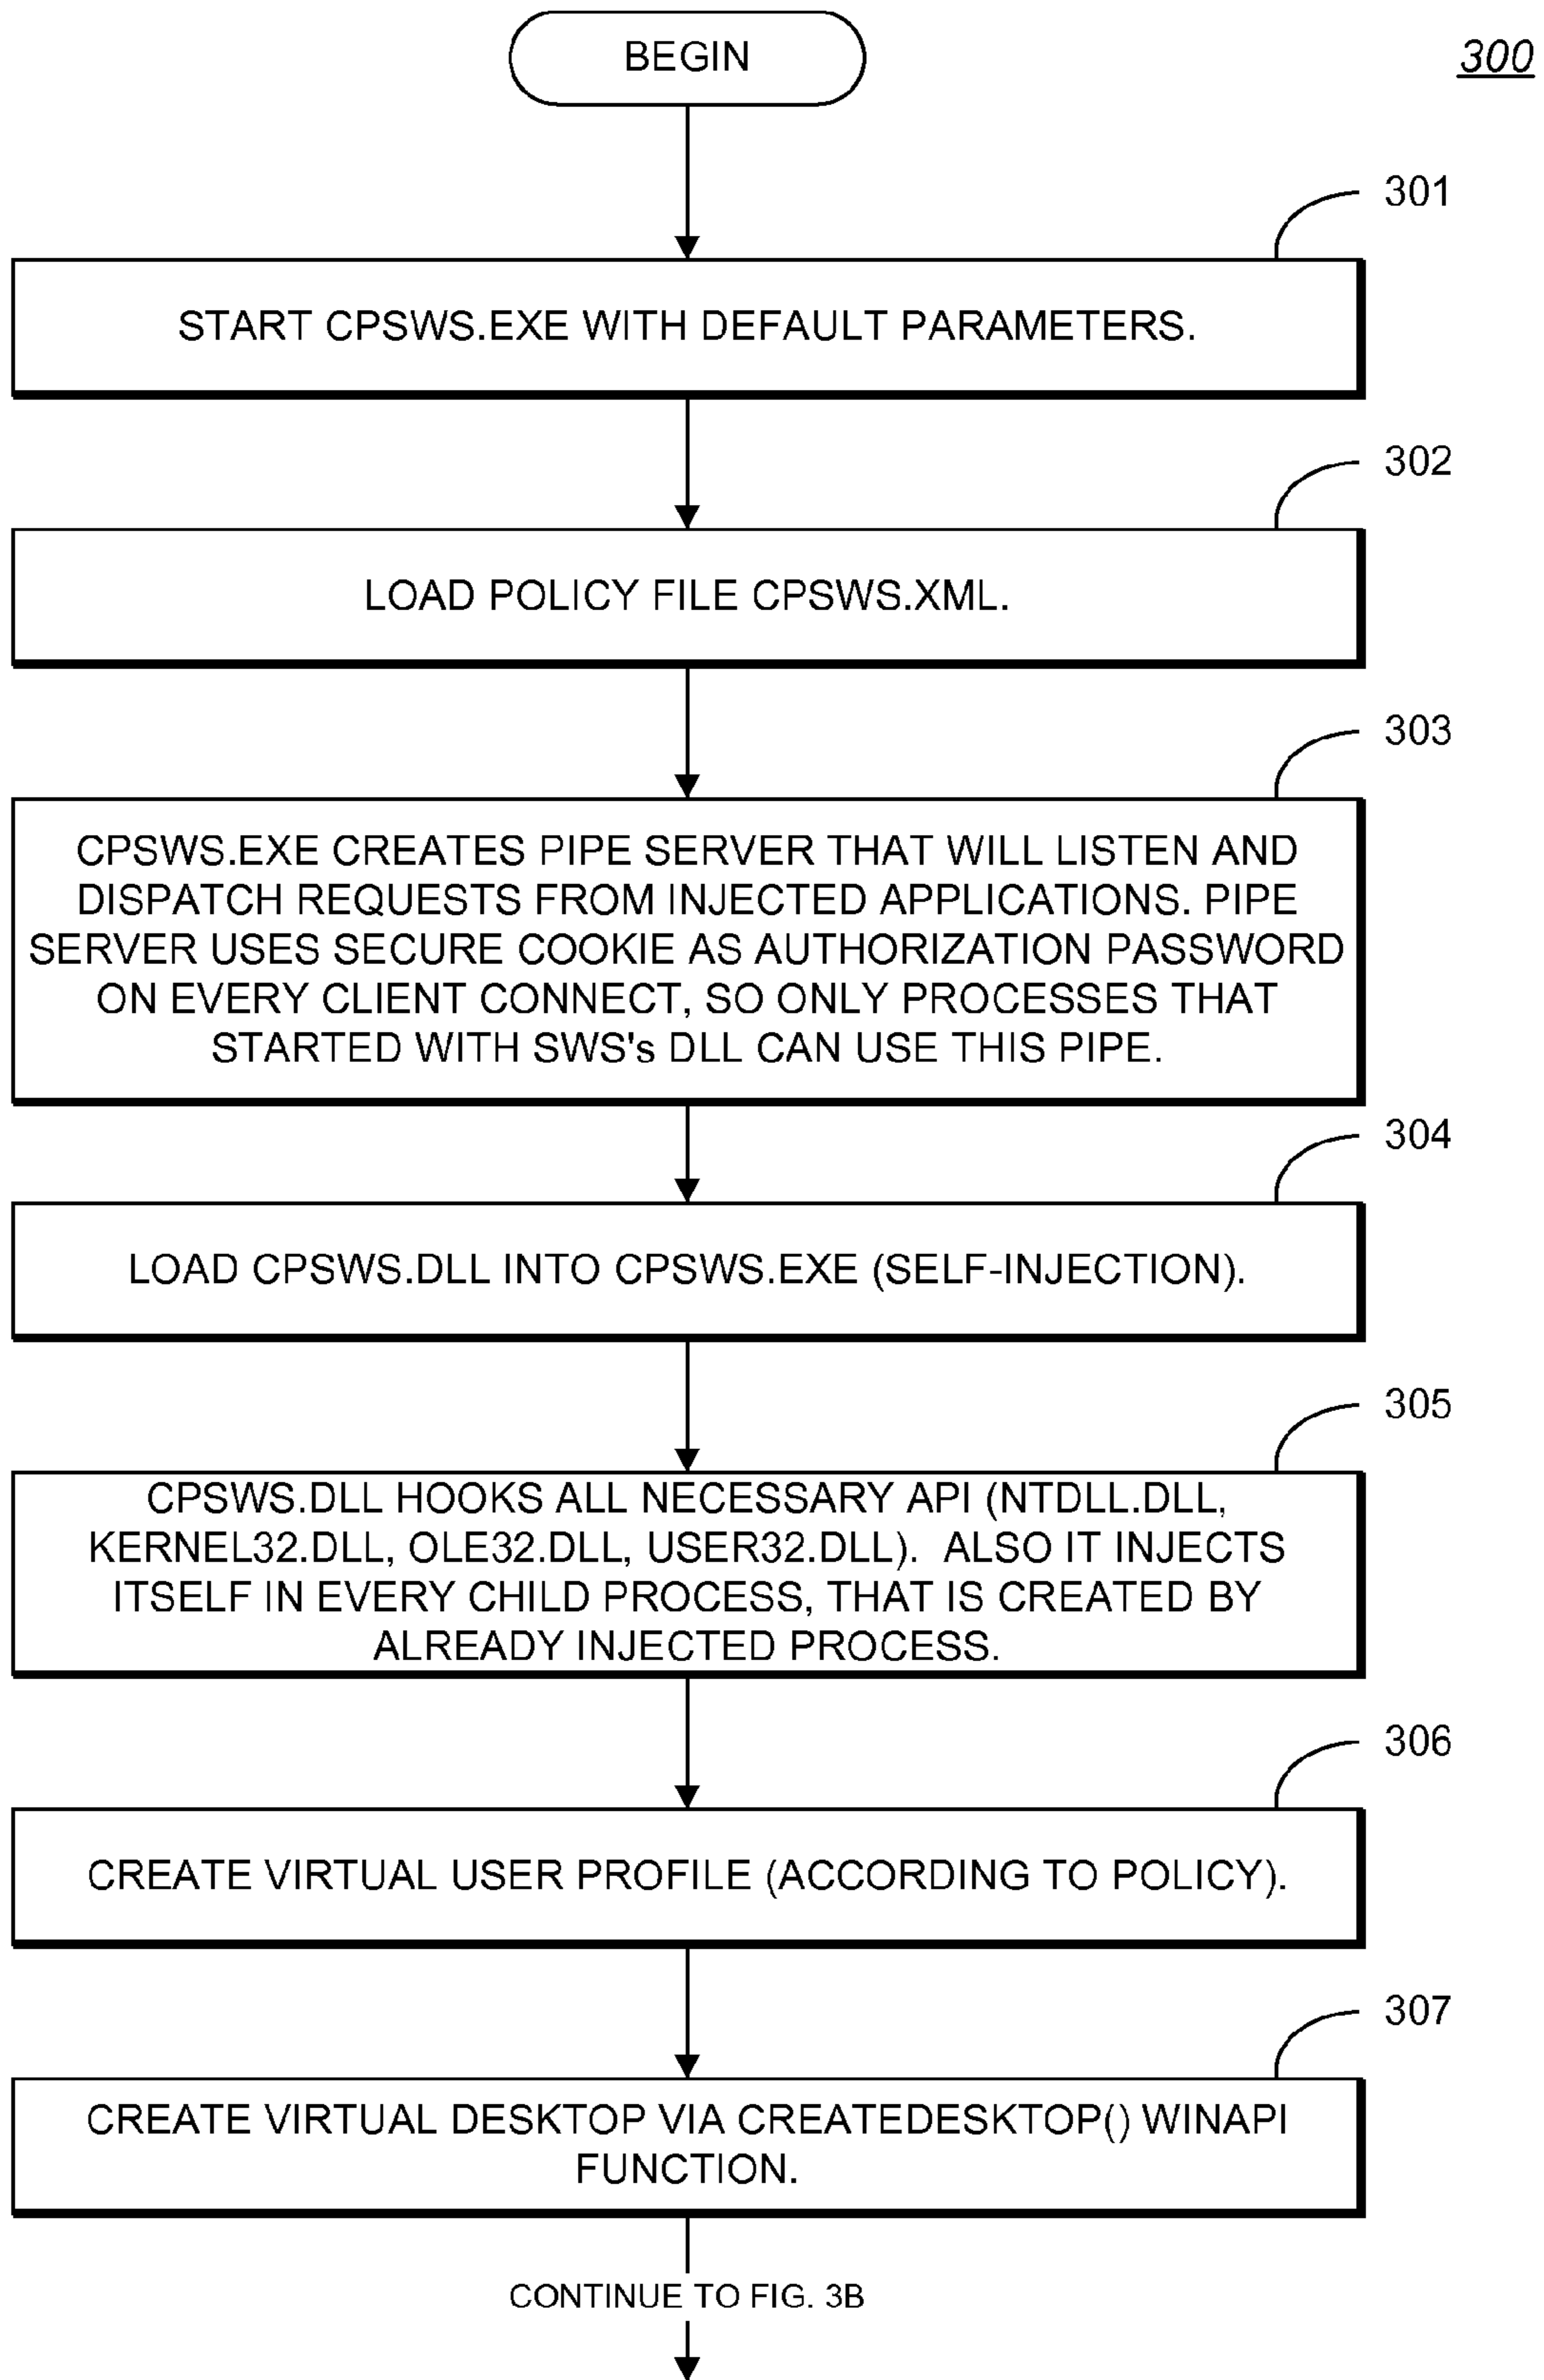 BEGIN
300
301
START CPSWS.EXE WITH DEFAULT PARAMETERS.
302
LOAD POLICY FILE CPSWS.XML.
303
CPSWS.EXE CREATES PIPE SERVER THAT WILL LISTEN AND
DISPATCH REQUESTS FROM INJECTED APPLICATIONS. PIPE
SERVER USES SECURE COOKIE AS AUTHORIZATION PASSWORD
ON EVERY CLIENT CONNECT, SO ONLY PROCESSES THAT
STARTED WITH SWS's DLL CAN USE THIS PIPE.
304
LOAD CPSWS.DLL INTO CPSWS.EXE (SELF-INJECTION).
305
CPSWS.DLL HOOKS ALL NECESSARY API (NTDLL.DLL,
KERNEL32.DLL, OLE32.DLL, USER32.DLL).  ALSO IT INJECTS
ITSELF IN EVERY CHILD PROCESS, THAT IS CREATED BY
ALREADY INJECTED PROCESS.
306
CREATE VIRTUAL USER PROFILE (ACCORDING TO POLICY).
307
CREATE VIRTUAL DESKTOP VIA CREATEDESKTOP() WINAPI
FUNCTION.
CONTINUE TO FIG. 3B